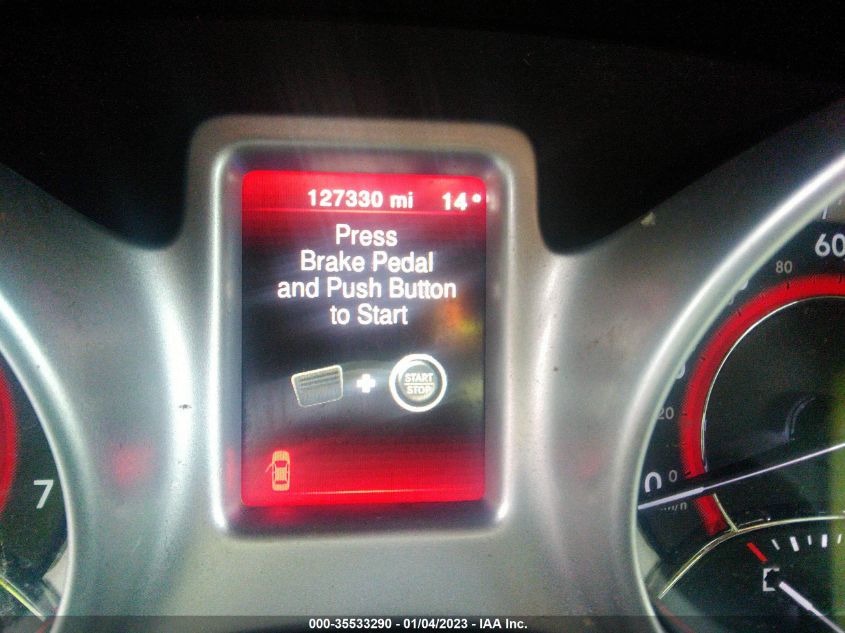 127330 mi 14°
Press
Brake Pedal
and Push Button
to Start
START
STOP
60
80
20
0
0
7
E
000-35533290 - 01/04/2023 - IAA Inc.